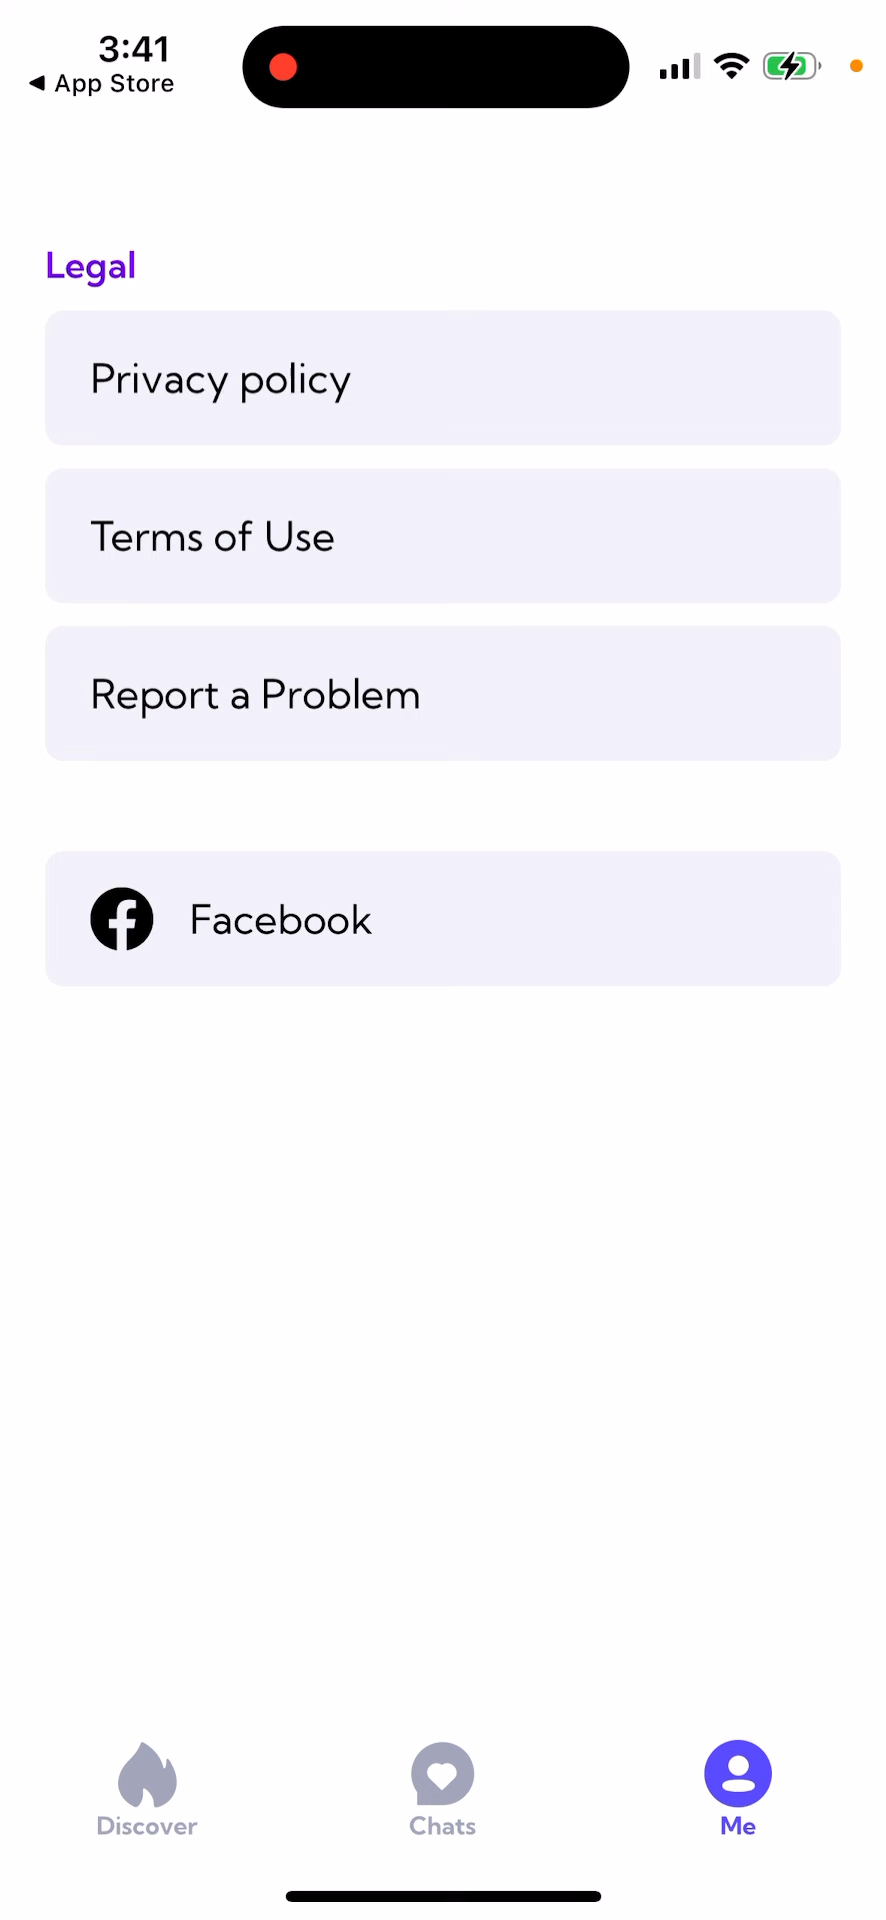 3:41
◀ App Store
Legal
Privacy policy
Terms of Use
Report a Problem
Facebook
Discover
Chats
Me